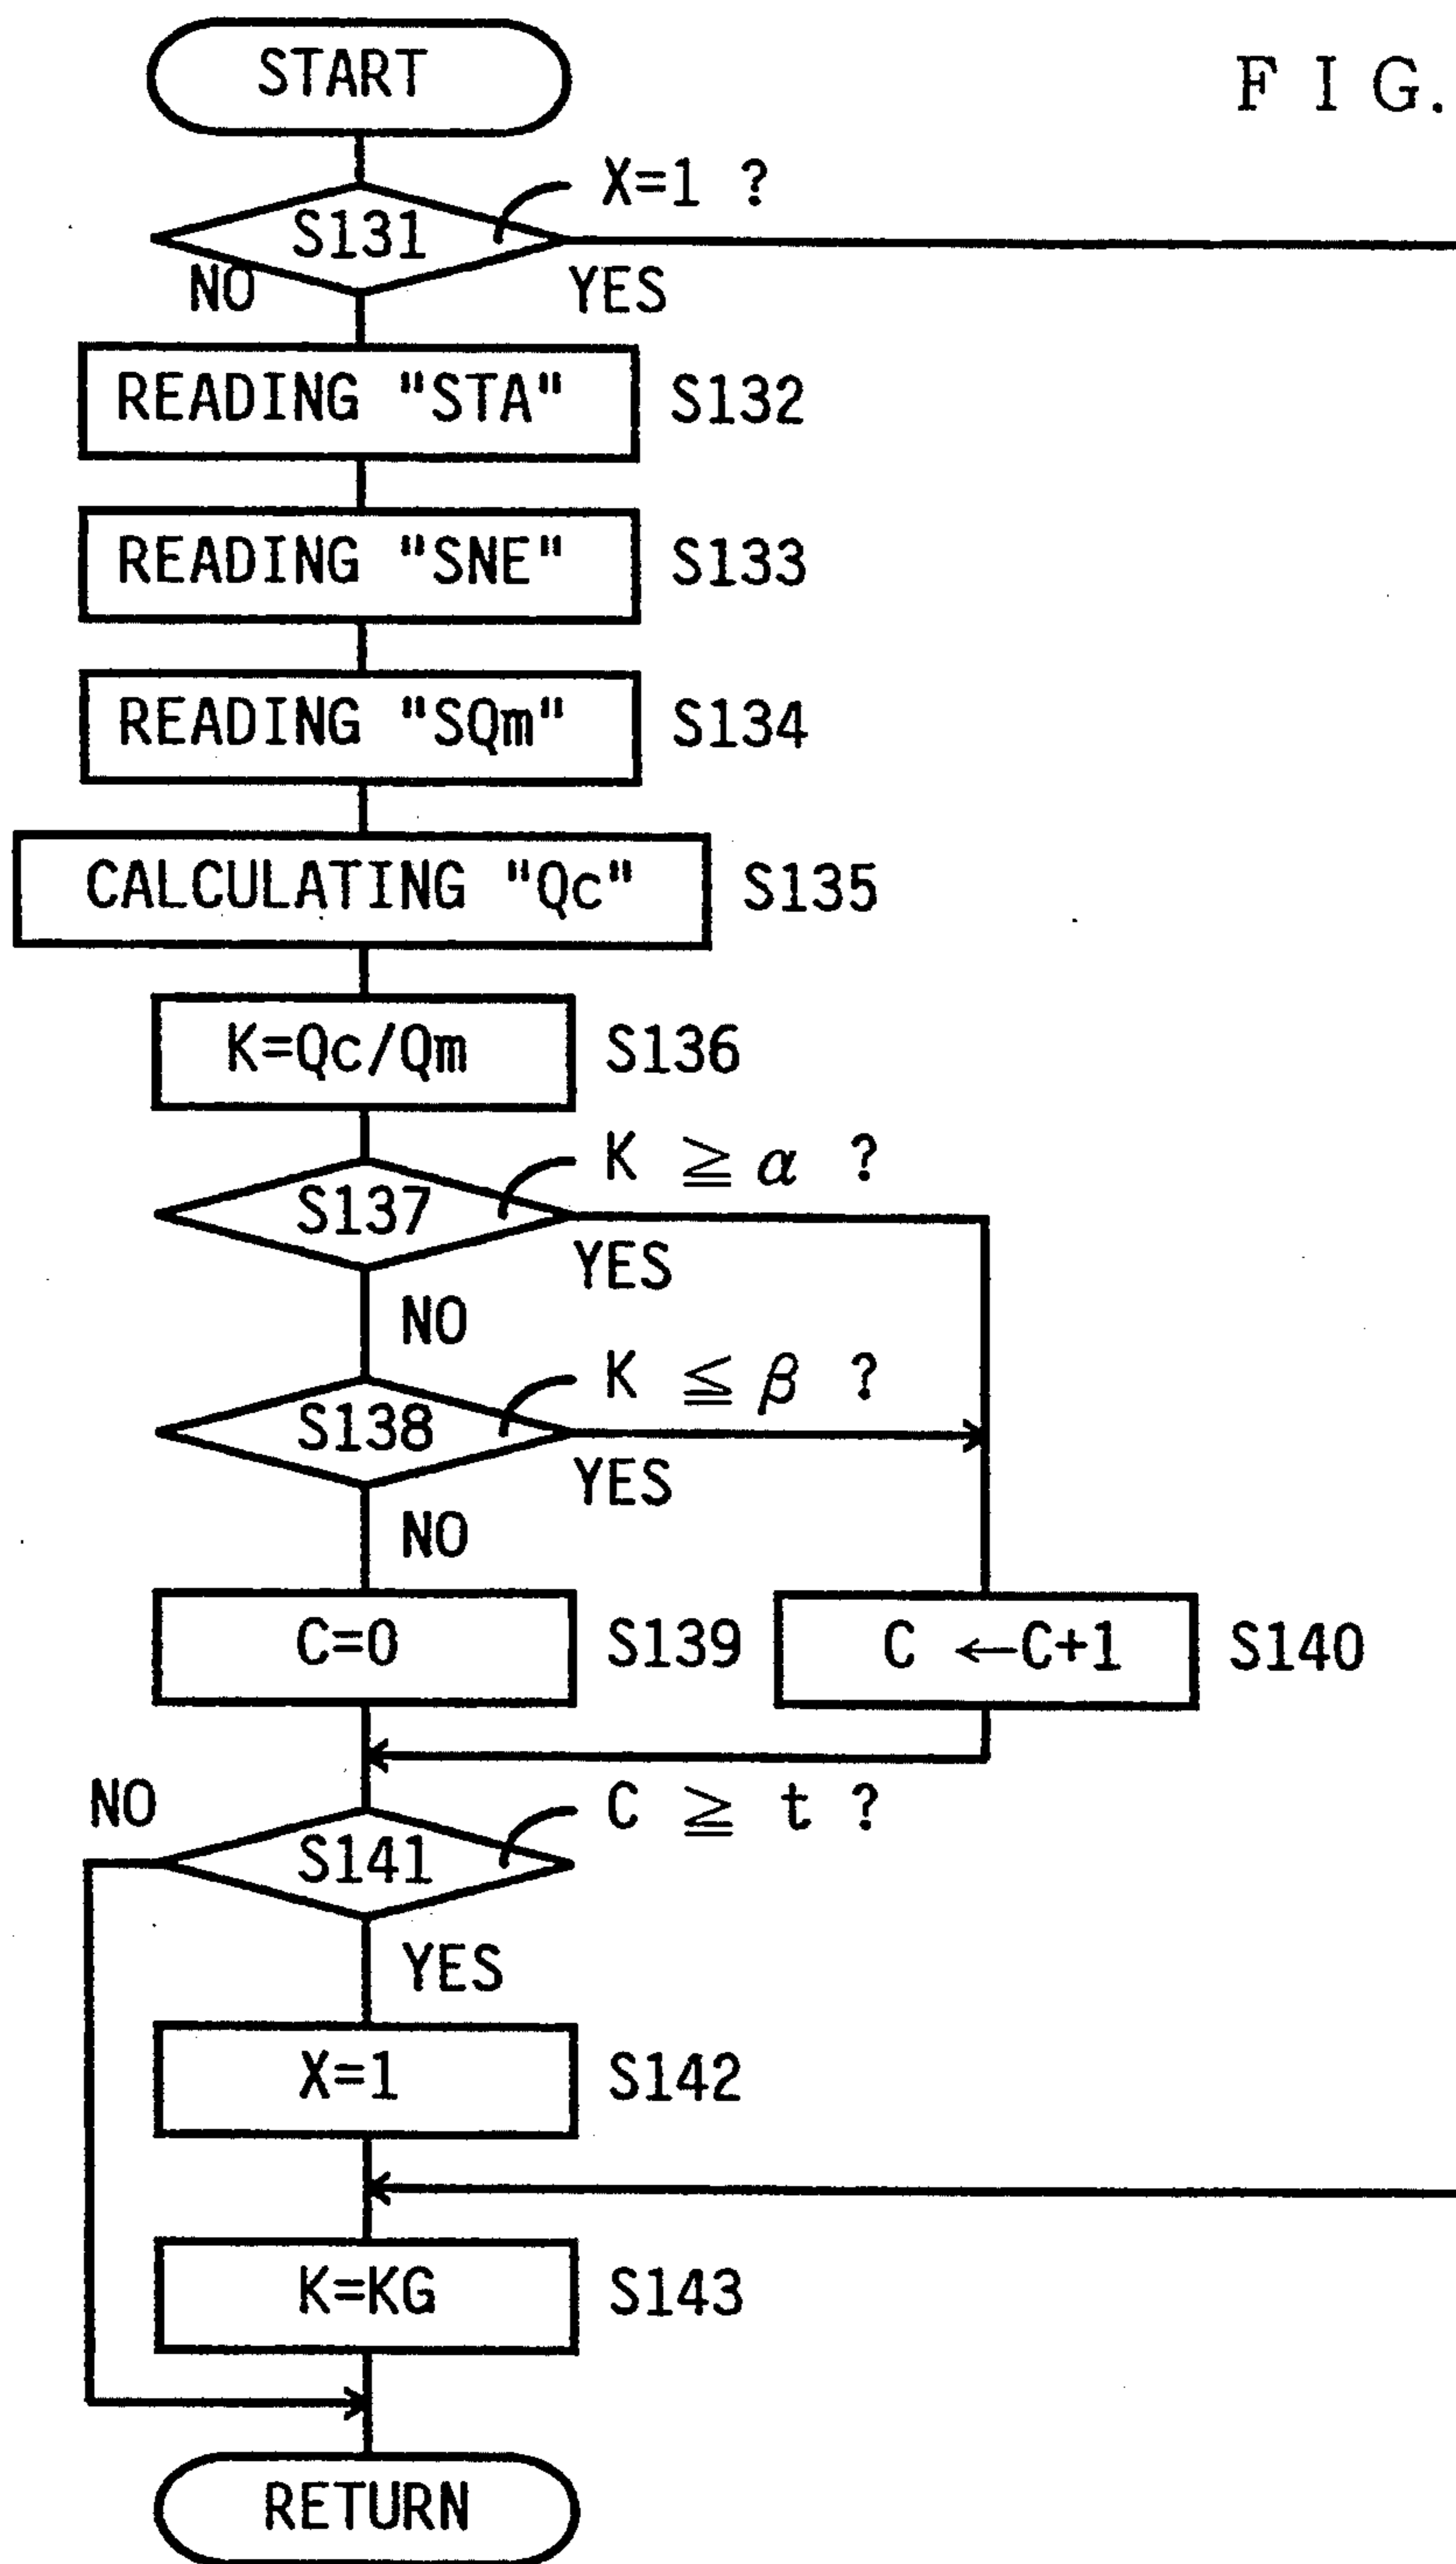 START
F I G.
X=1 ?
S131
NO
YES
READING "STA"
S132
READING "SNE"
S133
READING "SQm"
S134
CALCULATING "Qc"
S135
K=Qc/Qm
S136
K ≧ α ?
S137
YES
NO
K ≦ β ?
S138
YES
NO
C=0
S139
C ←C+1
S140
NO
C ≧ t ?
S141
YES
X=1
S142
K=KG
S143
RETURN